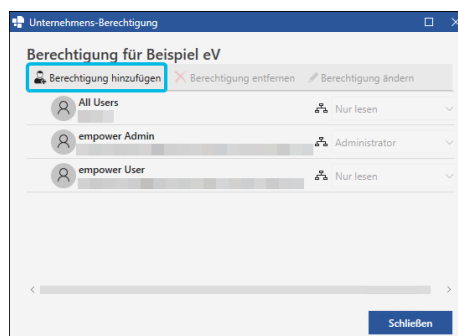 Unternehmens-Berechtigung
Berechtigung für Beispiel eV
Berechtigung hinzufügen Berechtigung entfernen Berechtigung ändern
All Users Nur lesen
empower Admin Administrator
empower User Nur lesen
Schließen